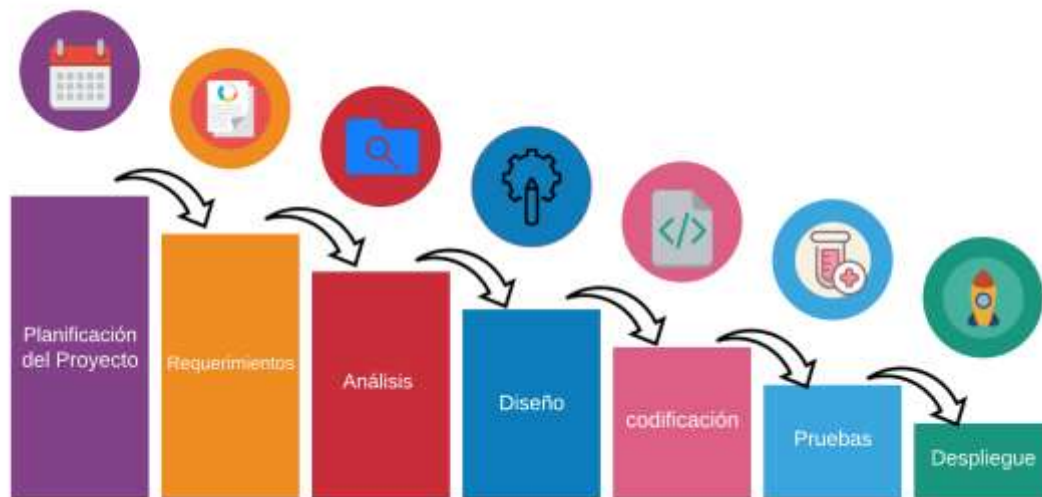 Planificación
del Proyecto
Requerimientos
Análisis
Diseño
codificación
Pruebas
Despliegue